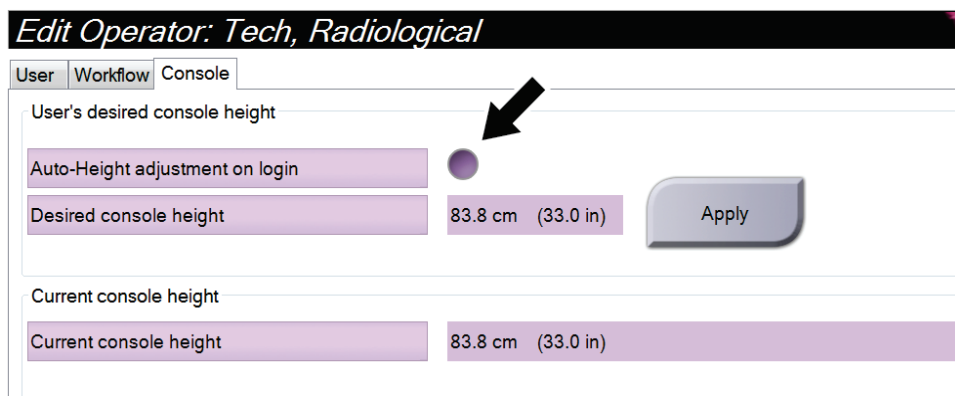 Edit Operator: Tech, Radiological
User Workflow Console
User's desired console height
Auto-Height adjustment on login
Desired console height 83.8 cm (33.0 in) Apply
Current console height
Current console height 83.8 cm (33.0 in)